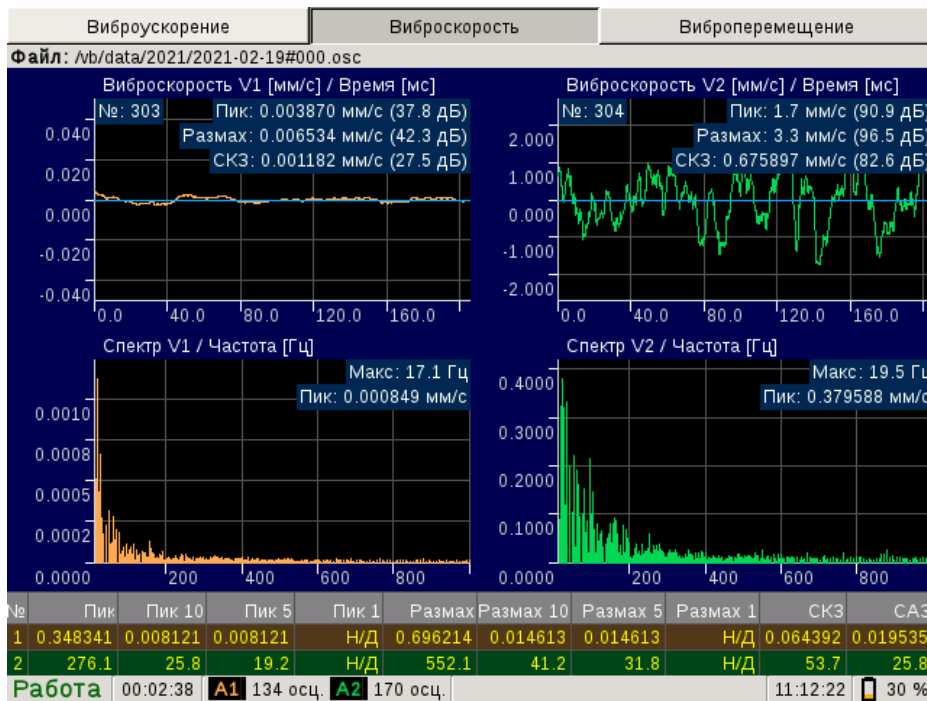 Виброускорение Виброскорость Виброперемещение
Файл: /vb/data/2021/2021-02-19#000.osc
Виброскорость V1 [мм/с] / Время [мс]
№: 303 Пик: 0.003870 мм/с (37.8 дБ)
Размах: 0.006534 мм/с (42.3 дБ)
СКЗ: 0.001182 мм/с (27.5 дБ)
0.040
0.020
0.000
-0.020
-0.040
0.0 40.0 80.0 120.0 160.0
Виброскорость V2 [мм/с] / Время [мс]
№: 304 Пик: 1.7 мм/с (90.9 дБ)
Размах: 3.3 мм/с (96.5 дБ)
СКЗ: 0.675897 мм/с (82.6 дБ)
2.000
1.000
0.000
-1.000
-2.000
0.0 40.0 80.0 120.0 160.0
Спектр V1 / Частота [Гц]
Макс: 17.1 Гц
Пик: 0.000849 мм/с
0.0010
0.0008
0.0005
0.0002
0.0000
200 400 600 800
Спектр V2 / Частота [Гц]
Макс: 19.5 Гц
Пик: 0.379588 мм/с
0.4000
0.3000
0.2000
0.1000
0.0000
200 400 600 800
№ Пик Пик 10 Пик 5 Пик 1 Размах Размах 10 Размах 5 Размах 1 СКЗ САЗ
1 0.348341 0.008121 0.008121 Н/Д 0.696214 0.014613 0.014613 Н/Д 0.064392 0.019535
2 276.1 25.8 19.2 Н/Д 552.1 41.2 31.8 Н/Д 53.7 25.8
Работа 00:02:38 A1 134 осц. A2 170 осц. 11:12:22 30 %